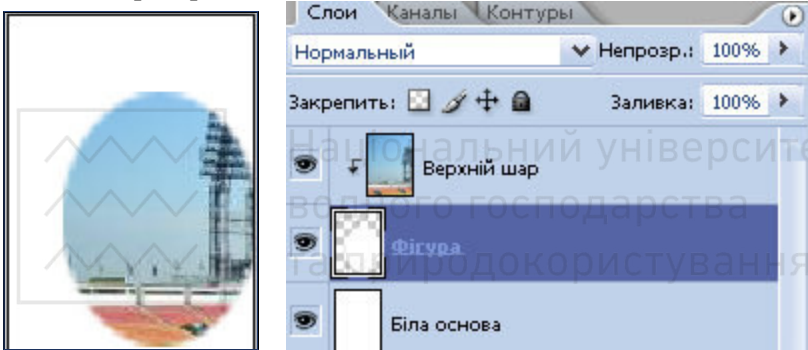 Слои Каналы Контуры
Нормальный Непрозр.: 100%
Закрепить: Заливка: 100%
Національний університе
Верхній шар
водного господарства
Фігура
та природокористування
Біла основа